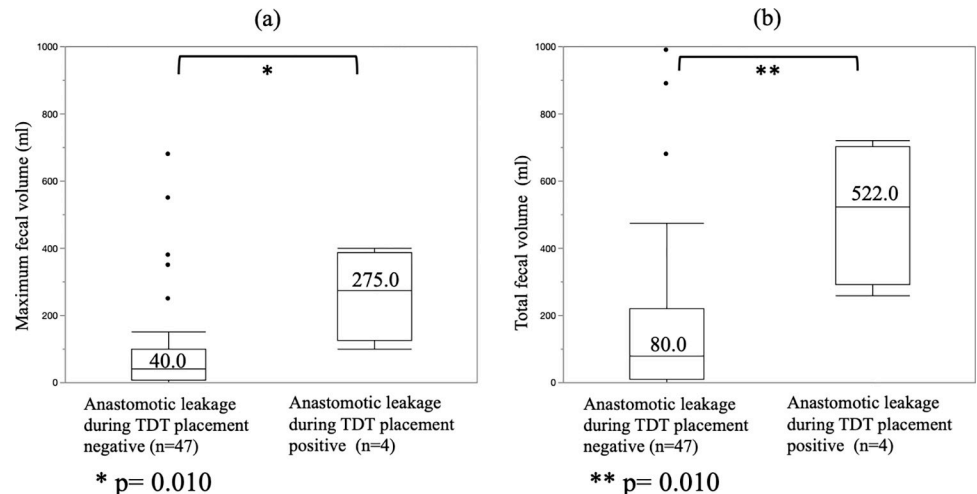 (a)
*
Maximum fecal volume (ml)
1000
800
600
400
200
0
40.0
275.0
Anastomotic leakage
during TDT placement
negative (n=47)
Anastomotic leakage
during TDT placement
positive (n=4)
* p= 0.010
(b)
**
Total fecal volume (ml)
1000
800
600
400
200
0
80.0
522.0
Anastomotic leakage
during TDT placement
negative (n=47)
Anastomotic leakage
during TDT placement
positive (n=4)
** p= 0.010